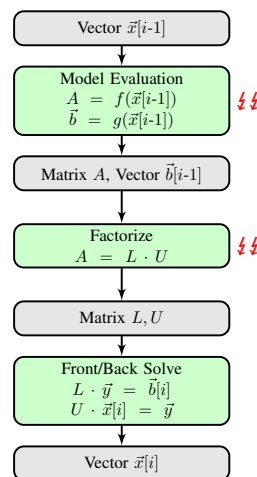 Vector x⃗[i-1]
Model Evaluation
A = f(x⃗[i-1])
b⃗ = g(x⃗[i-1])
Matrix A, Vector b⃗[i-1]
Factorize
A = L · U
Matrix L, U
Front/Back Solve
L · y⃗ = b⃗[i]
U · x⃗[i] = y⃗
Vector x⃗[i]